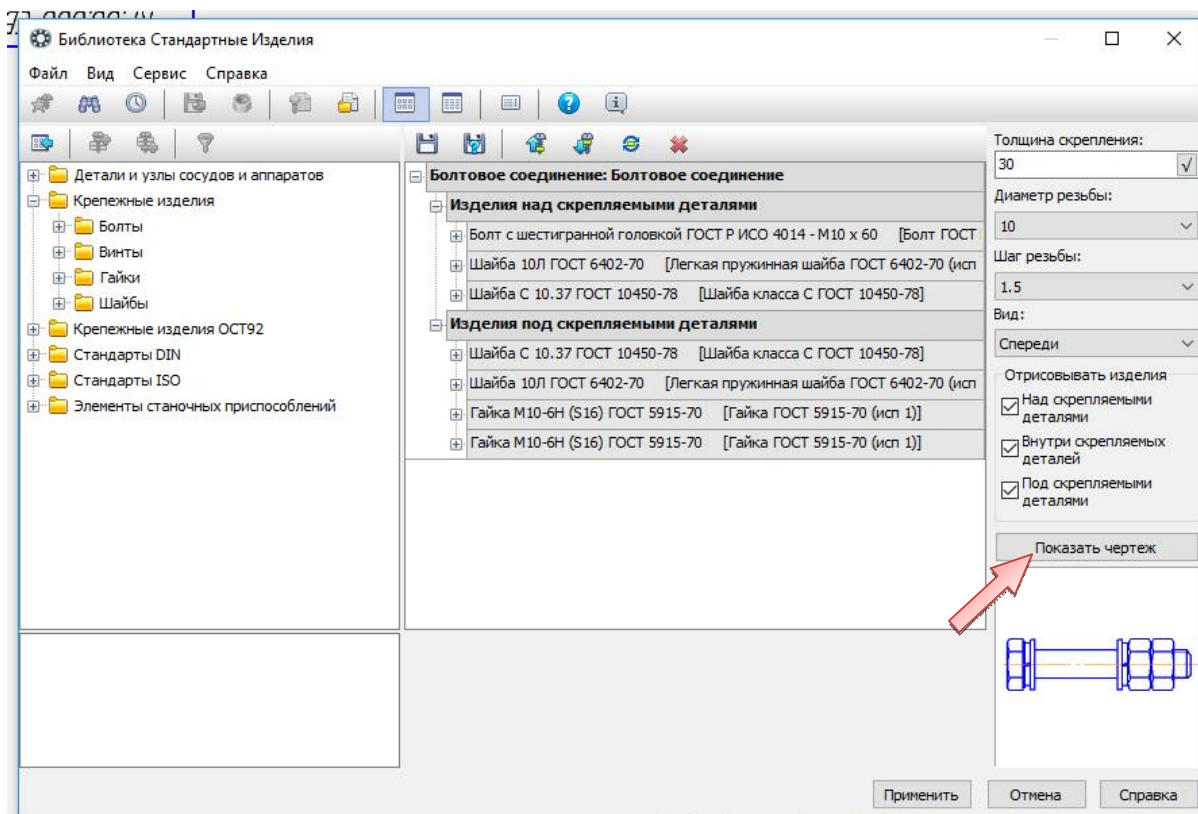 Библиотека Стандартные Изделия
Файл Вид Сервис Справка
Детали и узлы сосудов и аппаратов
Крепежные изделия
Болты
Винты
Гайки
Шайбы
Крепежные изделия ОСТ92
Стандарты DIN
Стандарты ISO
Элементы станочных приспособлений
Болтовое соединение: Болтовое соединение
Изделия над скрепляемыми деталями
Болт с шестигранной головкой ГОСТ Р ИСО 4014 - М10 х 60 [Болт ГОСТ
Шайба 10Л ГОСТ 6402-70 [Легкая пружинная шайба ГОСТ 6402-70 (исп
Шайба С 10.37 ГОСТ 10450-78 [Шайба класса С ГОСТ 10450-78]
Изделия под скрепляемыми деталями
Шайба С 10.37 ГОСТ 10450-78 [Шайба класса С ГОСТ 10450-78]
Шайба 10Л ГОСТ 6402-70 [Легкая пружинная шайба ГОСТ 6402-70 (исп
Гайка М10-6Н (S16) ГОСТ 5915-70 [Гайка ГОСТ 5915-70 (исп 1)]
Гайка М10-6Н (S16) ГОСТ 5915-70 [Гайка ГОСТ 5915-70 (исп 1)]
Толщина скрепления:
30
Диаметр резьбы:
10
Шаг резьбы:
1.5
Вид:
Спереди
Отрисовывать изделия
Над скрепляемыми
деталями
Внутри скрепляемых
деталей
Под скрепляемыми
деталями
Показать чертеж
Применить Отмена Справка